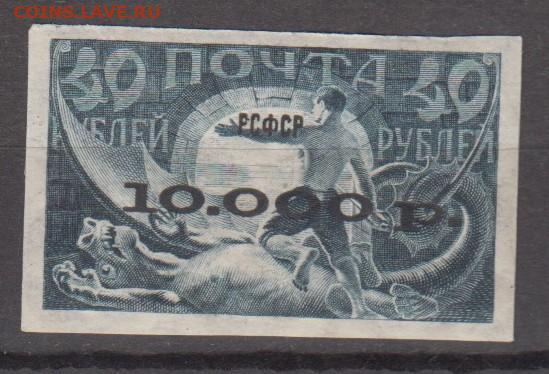 COINS.LAVE.RU
40 ПОЧТА 40
РУБЛЕЙ РУБЛЕЙ
РСФСР
10.000 р.